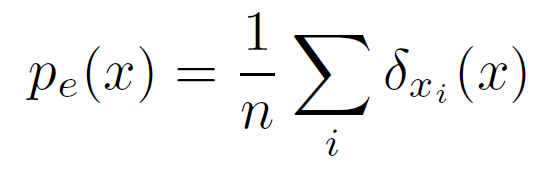 p_e(x) = \frac{1}{n} \sum_i \delta_{x_i}(x)